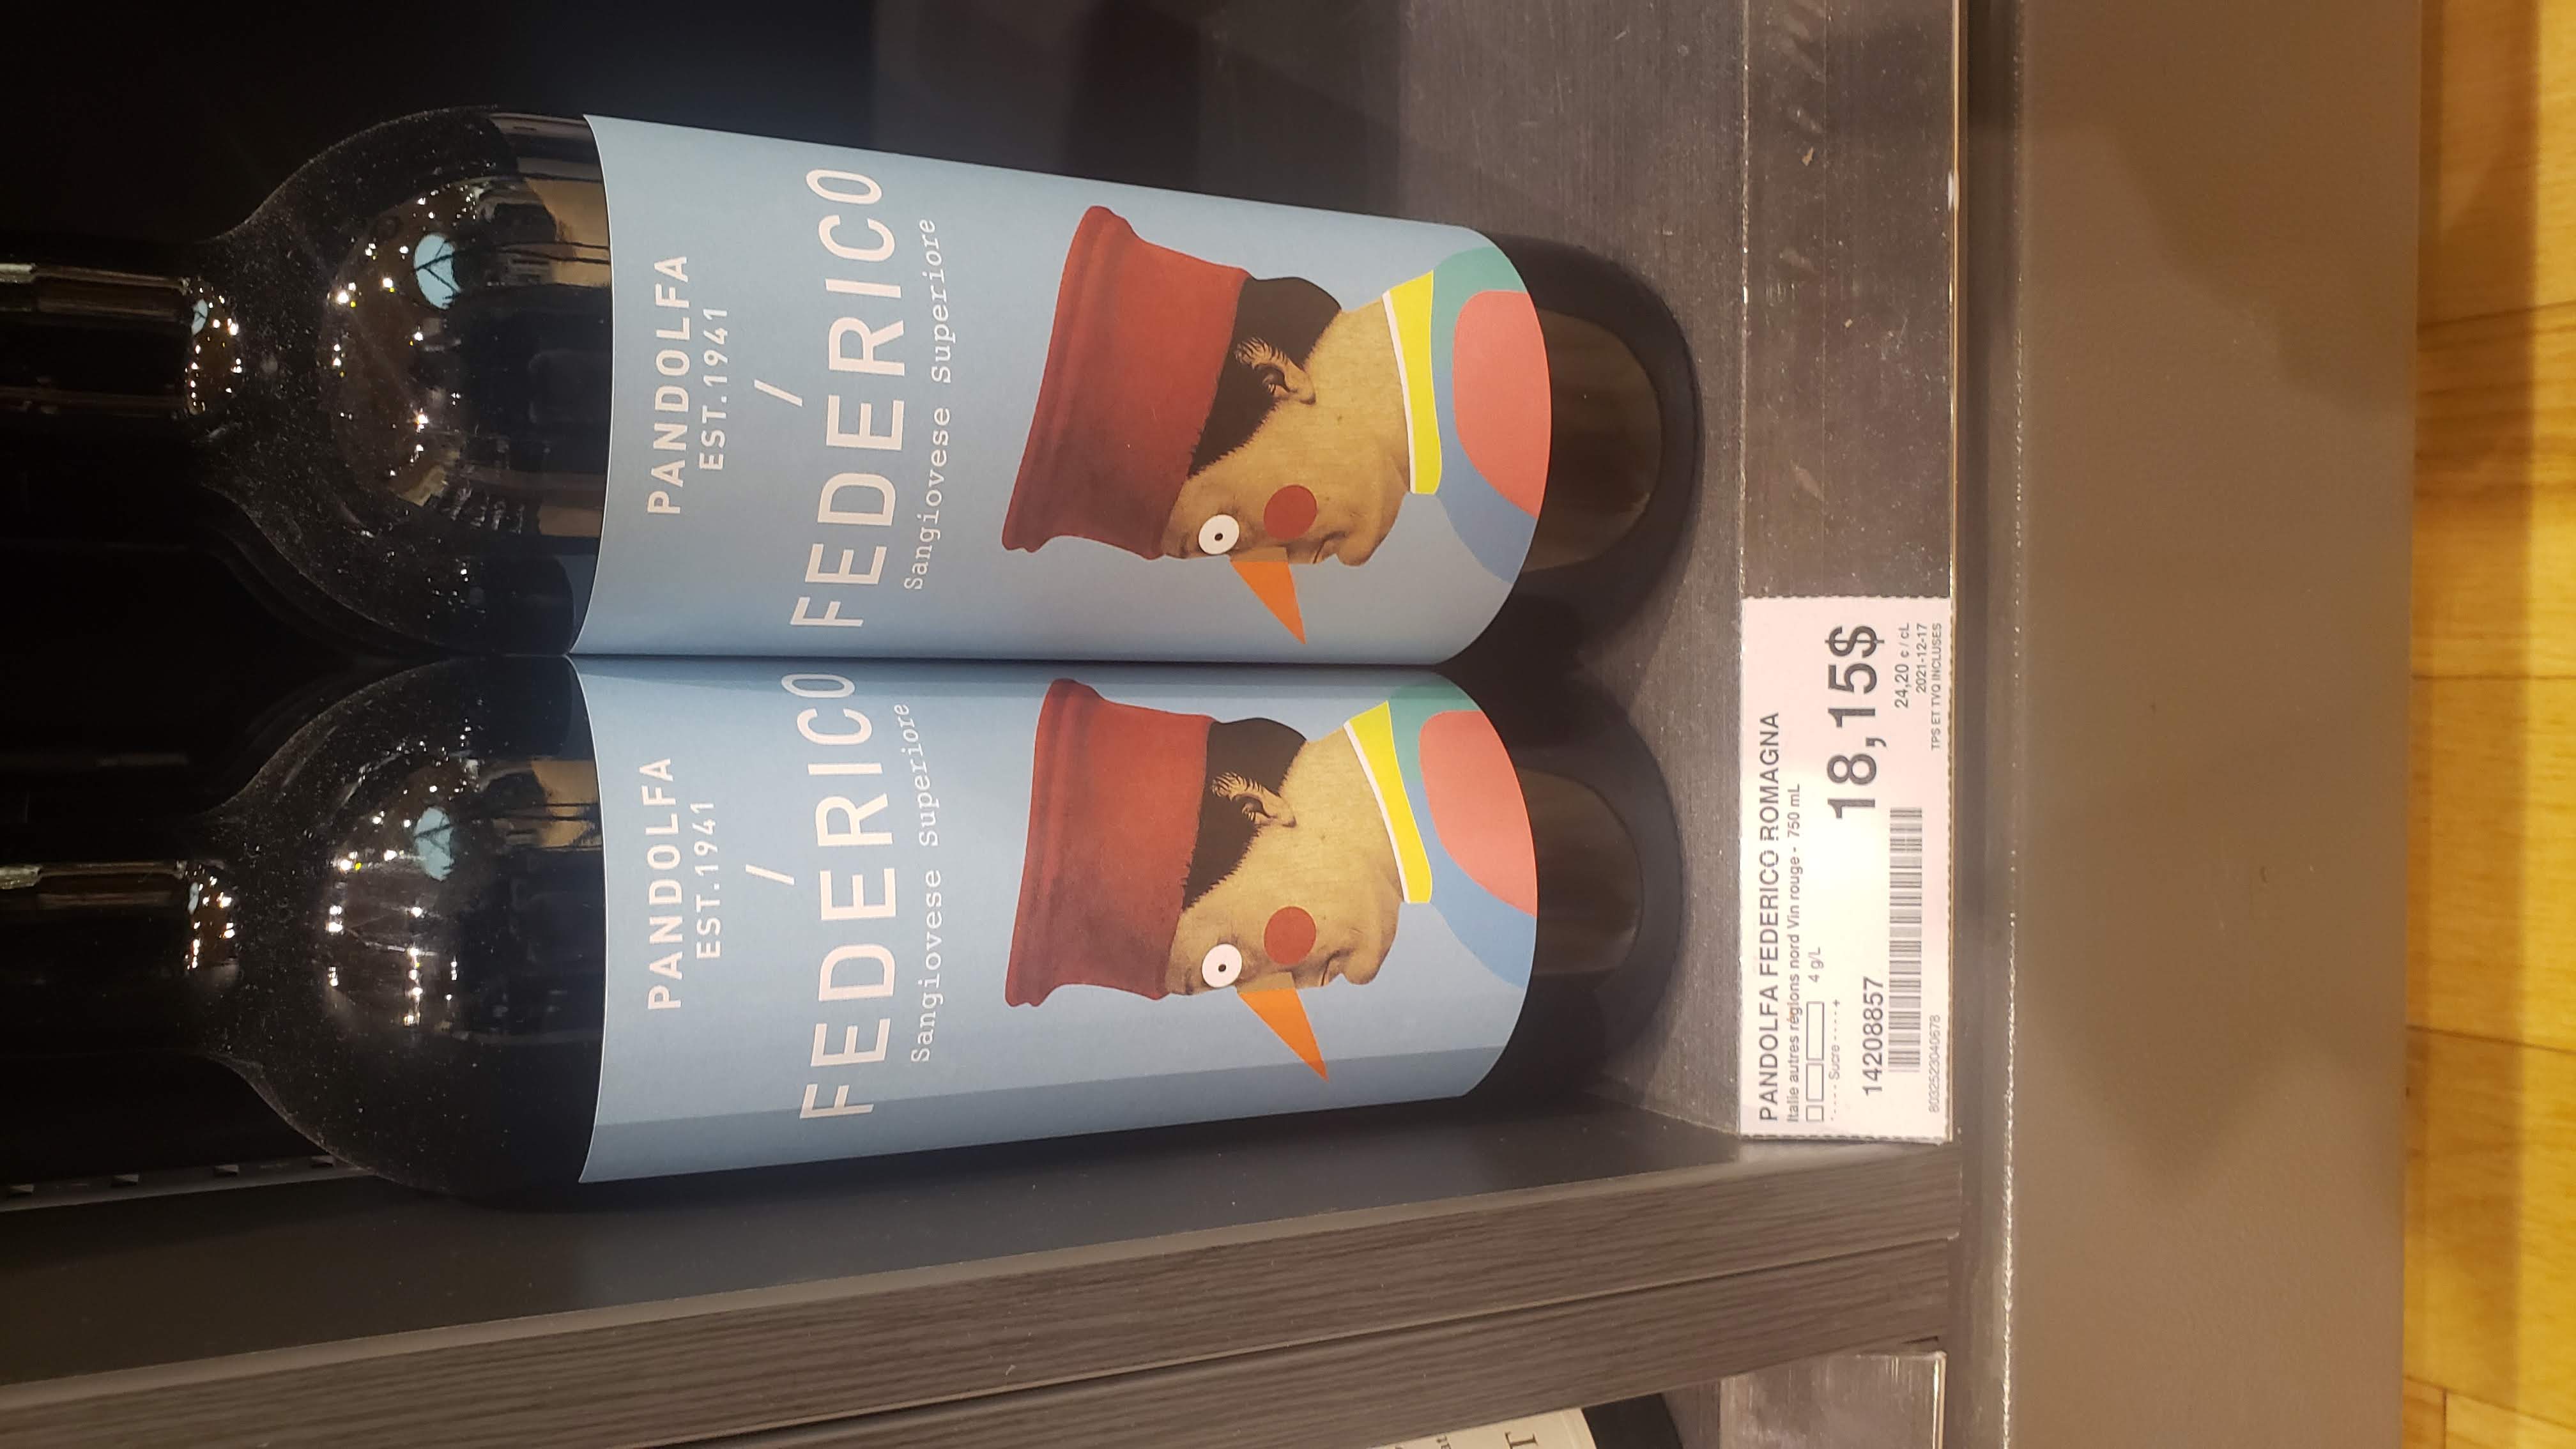 PANDOLFA
EST.1941
/
FEDERICO
Sangiovese Superiore
PANDOLFA
EST.1941
/
FEDERICO
Sangiovese Superiore
at
T
PANDOLFA FEDERICO ROMAGNA
Italie autres régions nord Vin rouge - 750 mL
4 g/L
- ---- Sucre ---- +
18,15$
14208857
24,20 ¢ / cL
2021-12-17
8032523040678
TPS ET TVQ INCLUSES